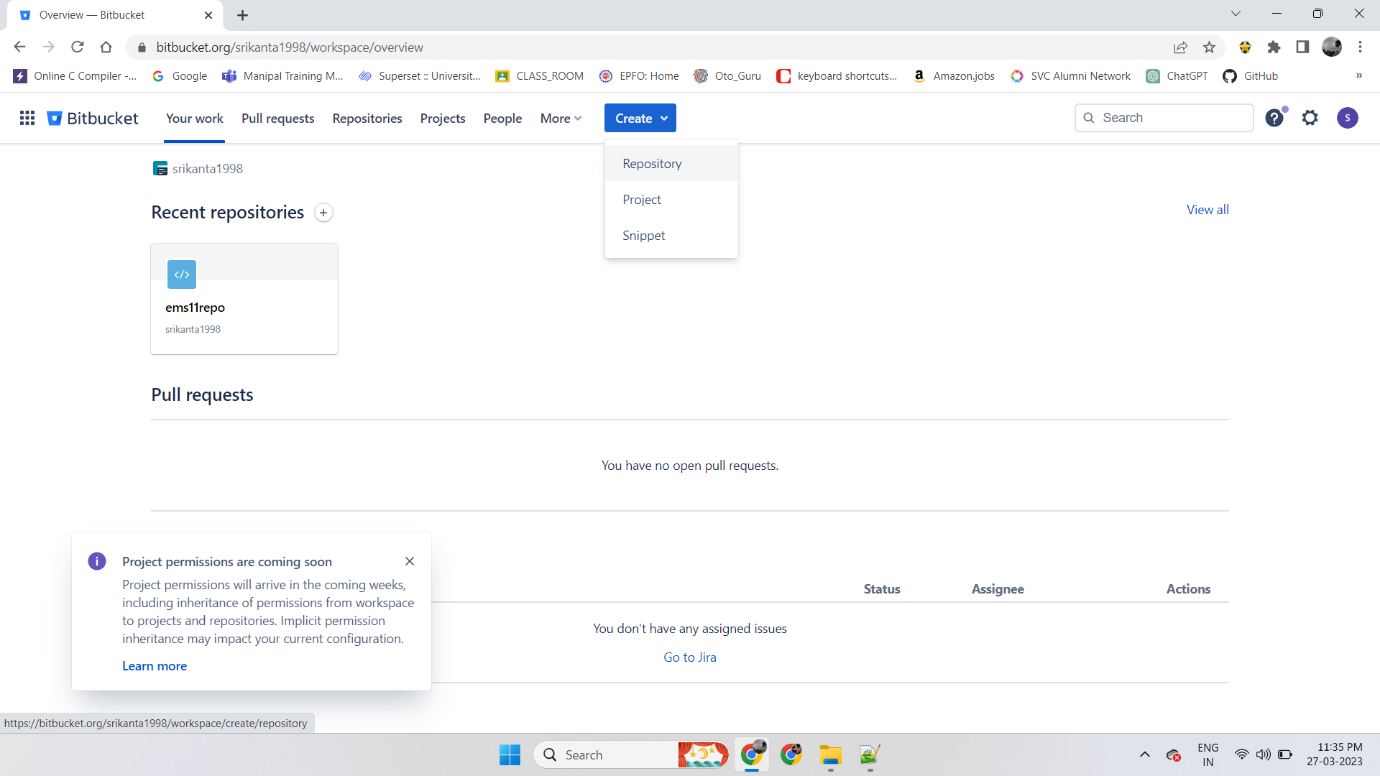 Overview — Bitbucket
bitbucket.org/srikanta1998/workspace/overview
Online C Compiler -... Google Manipal Training M... Superset :: Universit... CLASS_ROOM EPFO: Home Oto_Guru keyboard shortcuts... Amazon.jobs SVC Alumni Network ChatGPT GitHub »
Bitbucket Your work Pull requests Repositories Projects People More Create Search ? S
Repository
Project
Snippet
srikanta1998
Recent repositories +
View all
</>
ems11repo
srikanta1998
Pull requests
You have no open pull requests.
Status Assignee Actions
You don't have any assigned issues
Go to Jira
i Project permissions are coming soon
Project permissions will arrive in the coming weeks,
including inheritance of permissions from workspace
to projects and repositories. Implicit permission
inheritance may impact your current configuration.
Learn more
https://bitbucket.org/srikanta1998/workspace/create/repository
Search
ENG
IN
11:35 PM
27-03-2023